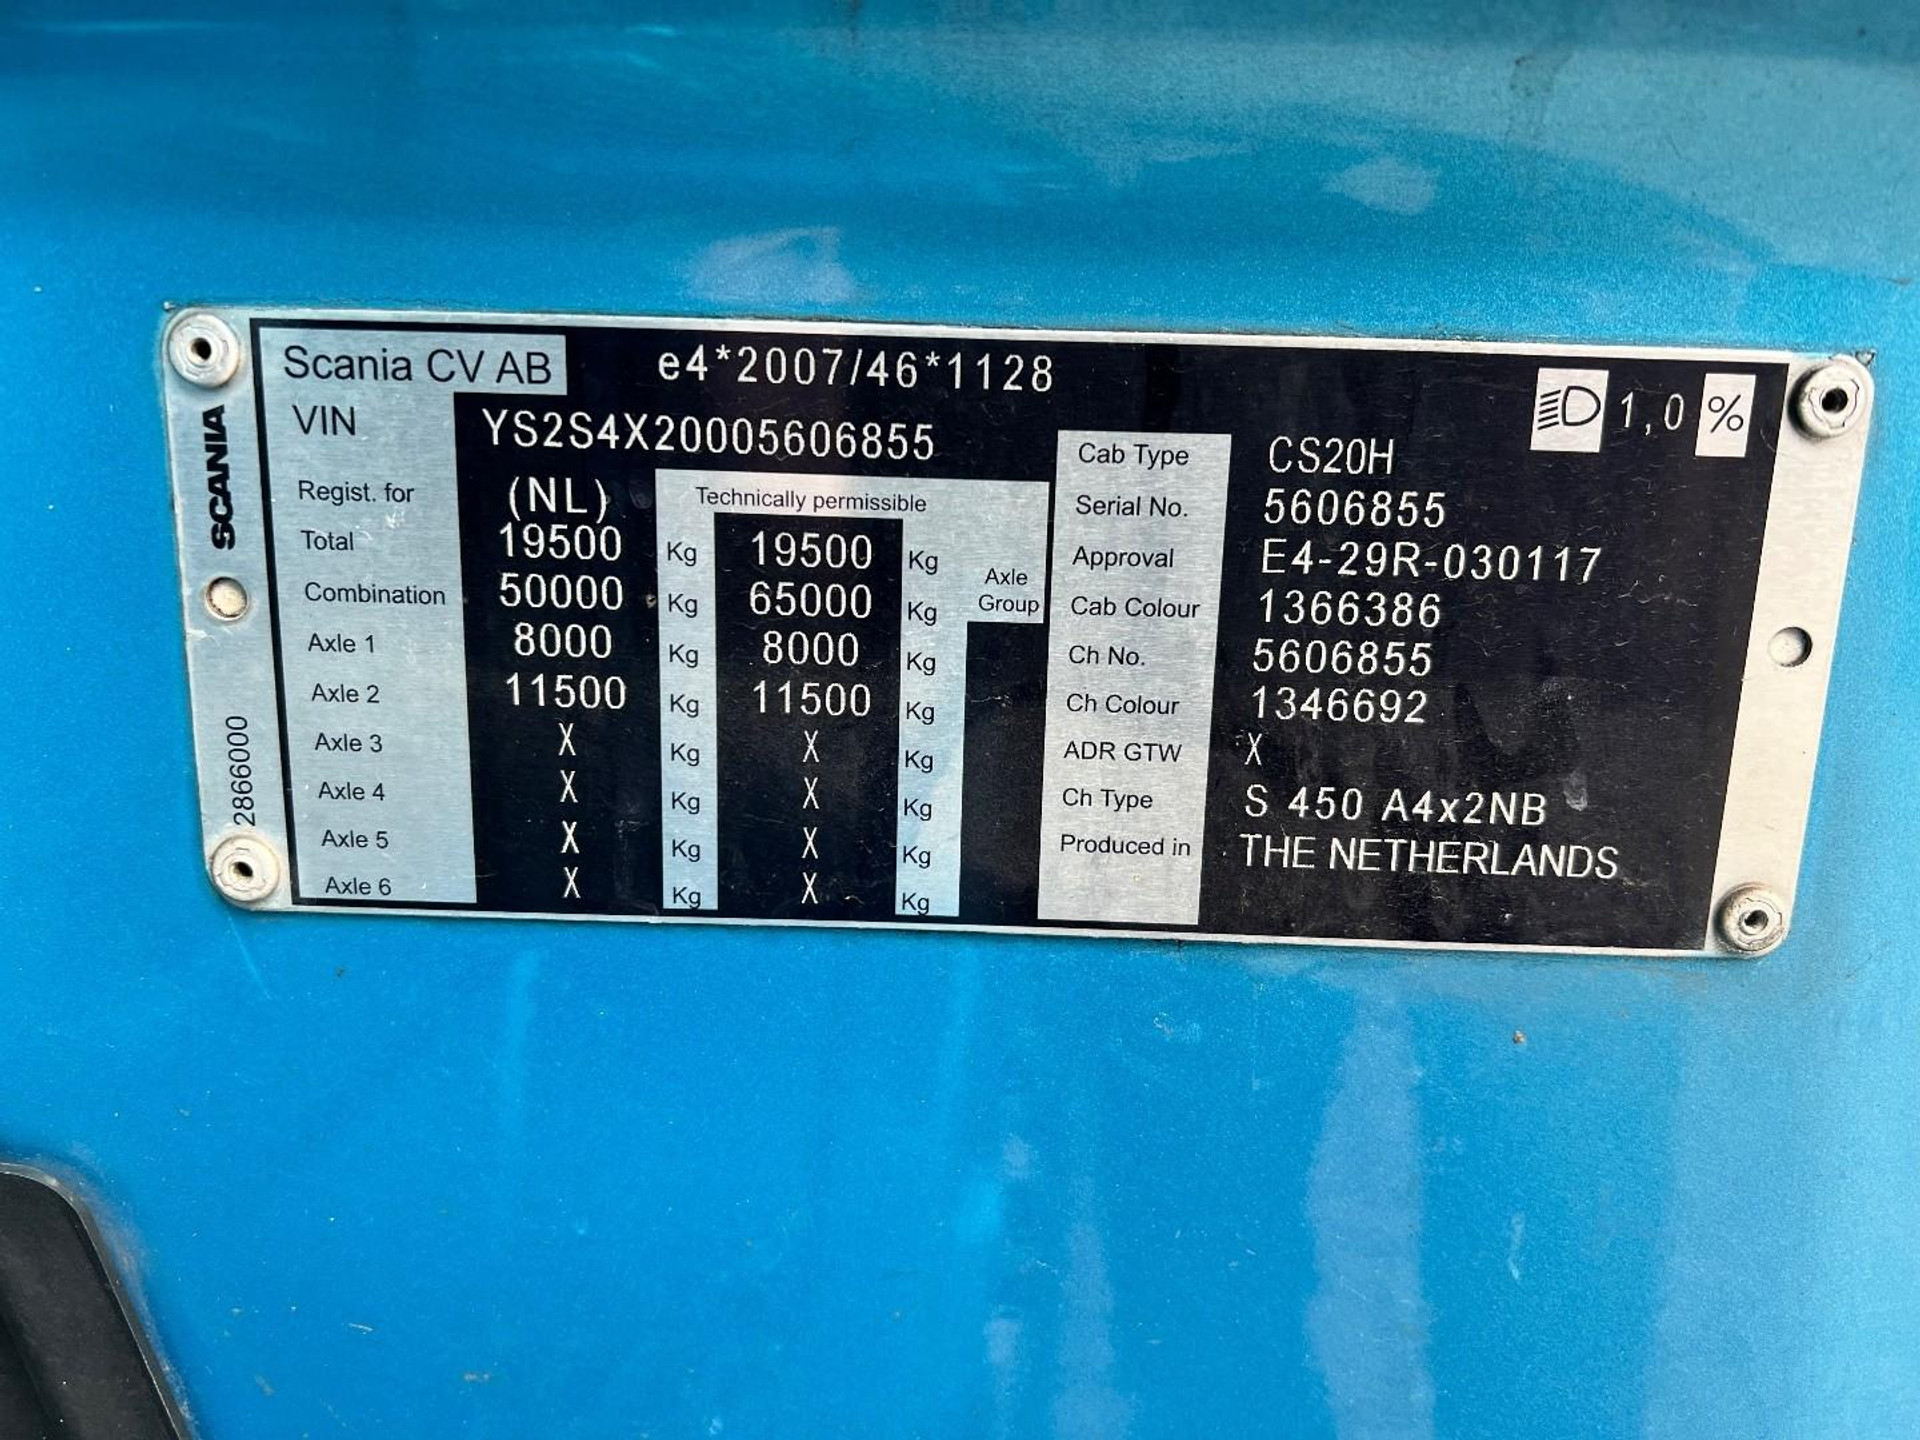 Scania CV AB e4*2007/46*1128
1,0 %
VIN YS2S4X20005606855
Regist. for (NL) Technically permissible
Total 19500 Kg 19500 Kg
Combination 50000 Kg 65000 Kg Axle Group
Axle 1 8000 Kg 8000 Kg
Axle 2 11500 Kg 11500 Kg
Axle 3 X Kg X Kg
Axle 4 X Kg X Kg
Axle 5 X Kg X Kg
Axle 6 X Kg X Kg
Cab Type CS20H
Serial No. 5606855
Approval E4-29R-030117
Cab Colour 1366386
Ch No. 5606855
Ch Colour 1346692
ADR GTW X
Ch Type S 450 A4x2NB
Produced in THE NETHERLANDS
SCANIA
2866000